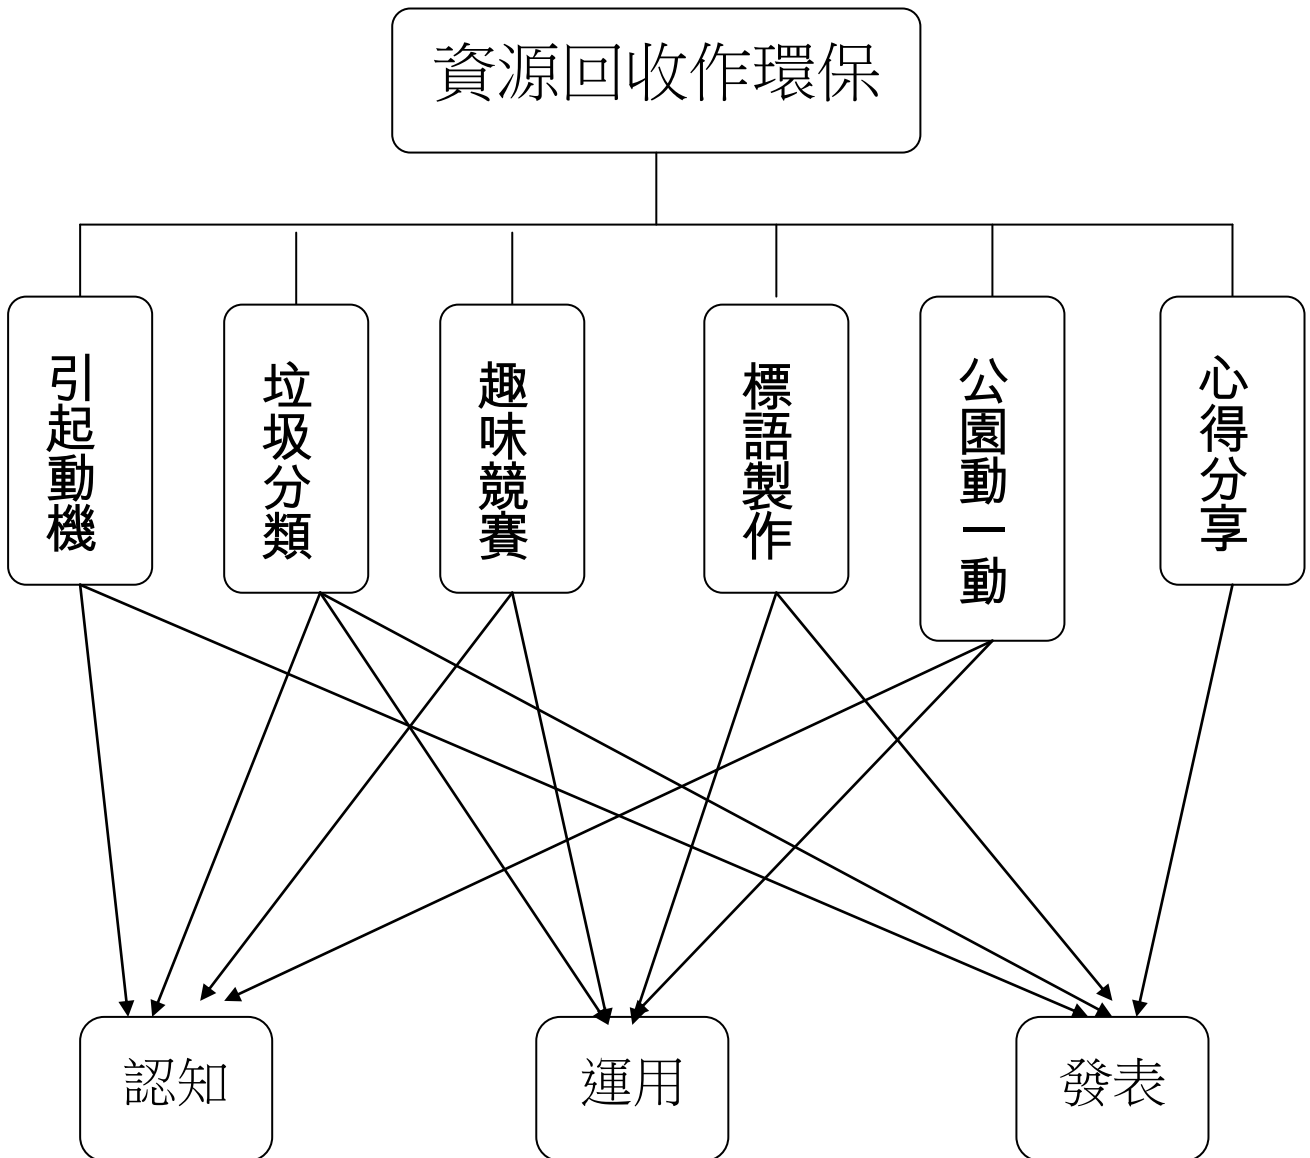 資源回收作環保
引起動機
垃圾分類
趣味競賽
標語製作
公園動一動
心得分享
認知
運用
發表